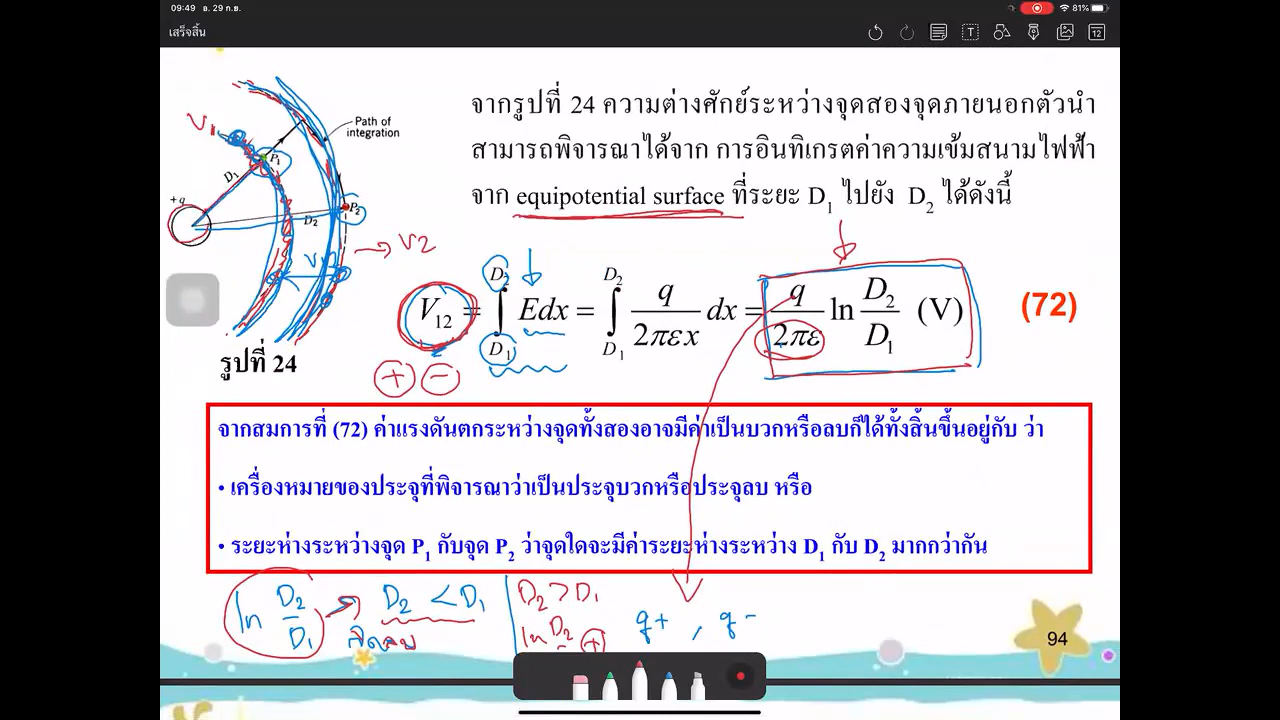 09:49 อ. 29 ก.ย.
81%
เสร็จสิ้น
T
12
Path of
integration
V1
P1
D1
+q
P2
D2
→ V2
จากรูปที่ 24 ความต่างศักย์ระหว่างจุดสองจุดภายนอกตัวนำ
สามารถพิจารณาได้จาก การอินทิเกรตค่าความเข้มสนามไฟฟ้า
จาก equipotential surface ที่ระยะ D1 ไปยัง D2 ได้ดังนี้
V12 = ∫D1D2 Edx = ∫D1D2 q/2πεx dx = q/2πε ln D2/D1 (V) (72)
รูปที่ 24
+ −
จากสมการที่ (72) ค่าแรงดันตกระหว่างจุดทั้งสองอาจมีค่าเป็นบวกหรือลบก็ได้ทั้งสิ้นขึ้นอยู่กับ ว่า
• เครื่องหมายของประจุที่พิจารณาว่าเป็นประจุบวกหรือประจุลบ หรือ
• ระยะห่างระหว่างจุด P1 กับจุด P2 ว่าจุดใดจะมีค่าระยะห่างระหว่าง D1 กับ D2 มากกว่ากัน
ln D2/D1 → D2 < D1
D2 > D1
ln D2 +
q+ , q−
94